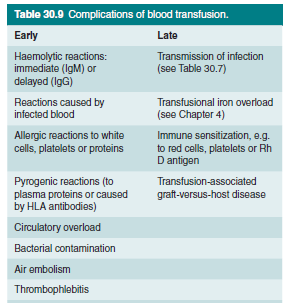 Table 30.9 Complications of blood transfusion.
Early Late
Haemolytic reactions: Transmission of infection
immediate (IgM) or (see Table 30.7)
delayed (IgG)
Reactions caused by Transfusional iron overload
infected blood (see Chapter 4)
Allergic reactions to white Immune sensitization, e.g.
cells, platelets or proteins to red cells, platelets or Rh
D antigen
Pyrogenic reactions (to Transfusion-associated
plasma proteins or caused graft-versus-host disease
by HLA antibodies)
Circulatory overload
Bacterial contamination
Air embolism
Thrombophlebitis